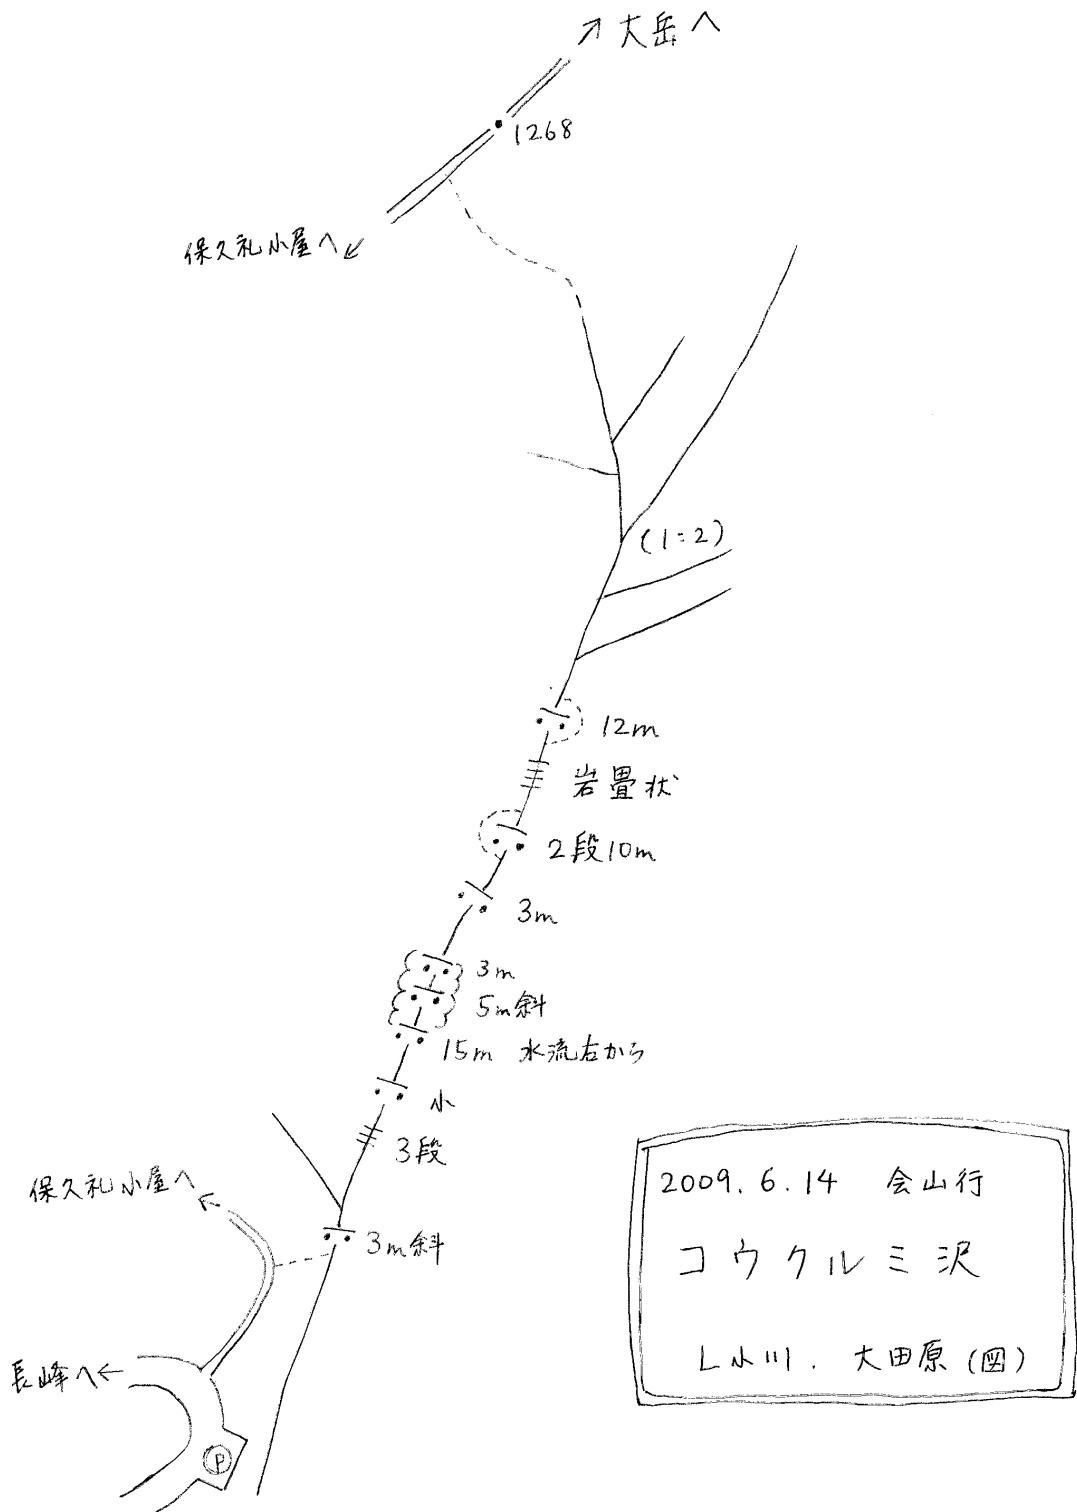 ↗ 大岳へ
1268
保久礼小屋へ↙
(1:2)
12m
岩畳状
2段10m
3m
3m
5m斜
15m 水流右から
小
3段
保久礼小屋へ
3m斜
長峰へ←
P
2009. 6. 14 会山行
コウクルミ沢
L小川. 大田原(図)